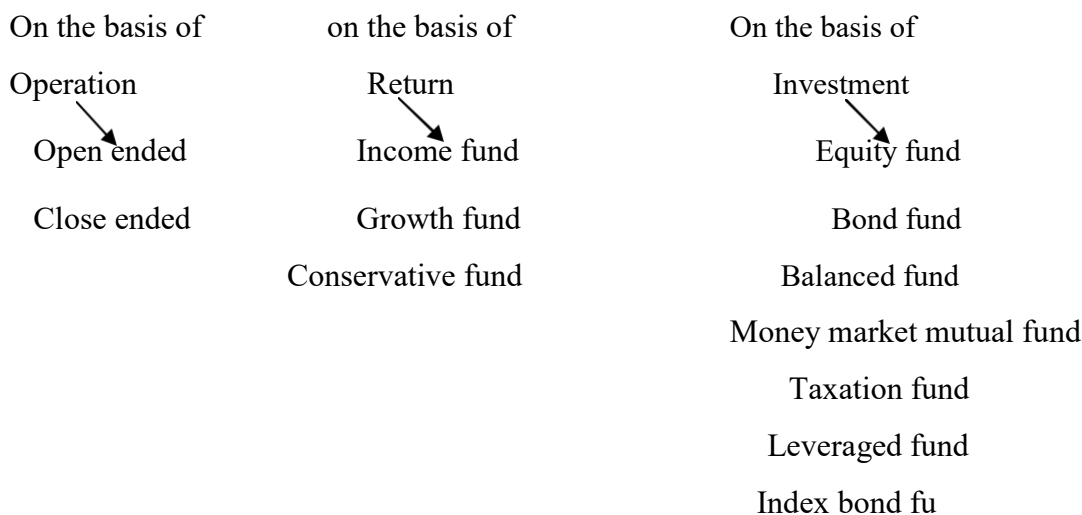 On the basis of on the basis of On the basis of
Operation Return Investment
Open ended Income fund Equity fund
Close ended Growth fund Bond fund
Conservative fund Balanced fund
Money market mutual fund
Taxation fund
Leveraged fund
Index bond fu